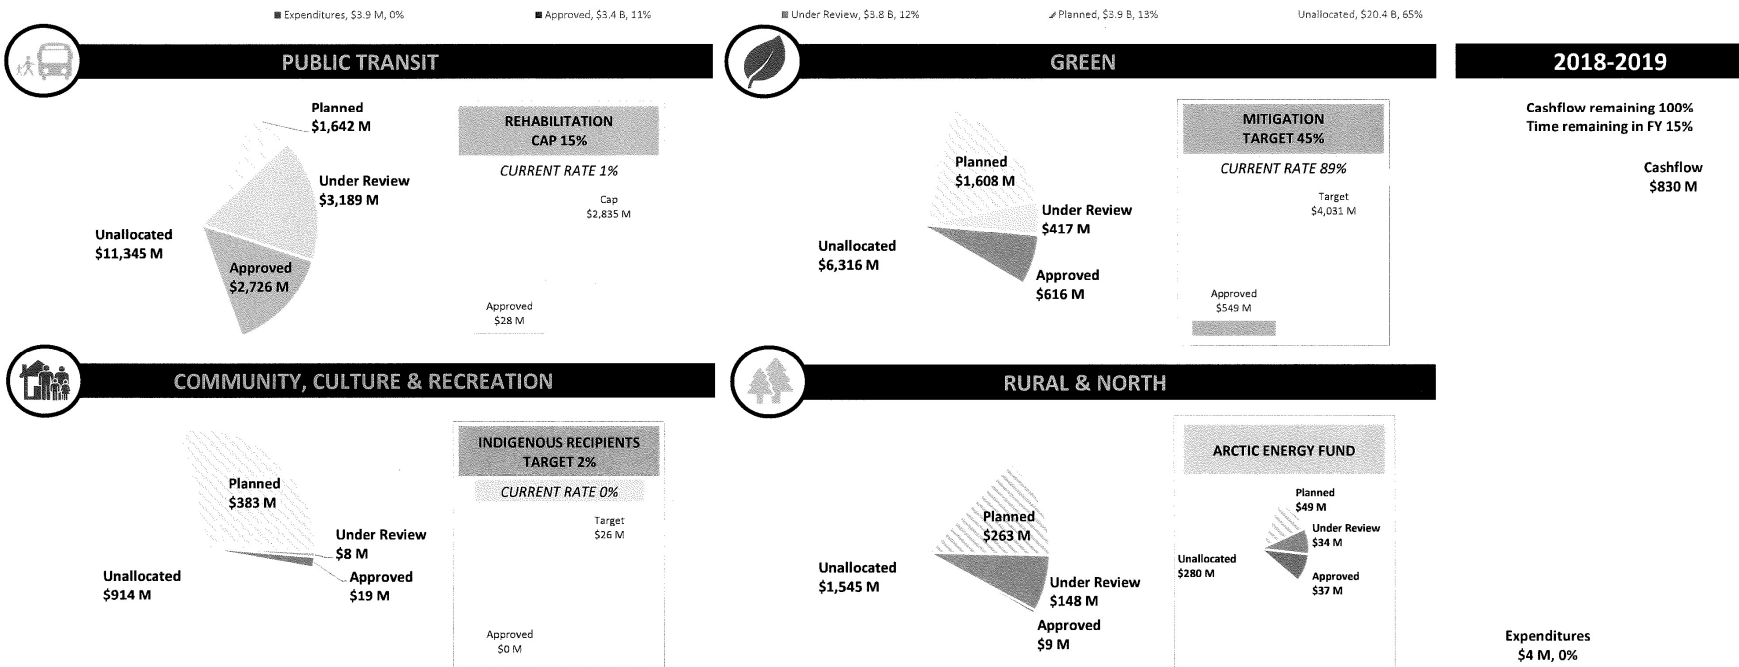 Expenditures, $3.9 M, 0%
Approved, $3.4 B, 11%
Under Review, $3.8 B, 12%
Planned, $3.9 B, 13%
Unallocated, $20.4 B, 65%
PUBLIC TRANSIT
Planned
$1,642 M
Under Review
$3,189 M
Unallocated
$11,345 M
Approved
$2,726 M
REHABILITATION
CAP 15%
CURRENT RATE 1%
Cap
$2,835 M
Approved
$28 M
GREEN
Planned
$1,608 M
Under Review
$417 M
Unallocated
$6,316 M
Approved
$616 M
MITIGATION
TARGET 45%
CURRENT RATE 89%
Target
$4,031 M
Approved
$549 M
2018-2019
Cashflow remaining 100%
Time remaining in FY 15%
Cashflow
$830 M
COMMUNITY, CULTURE & RECREATION
Planned
$383 M
Under Review
$8 M
Unallocated
$914 M
Approved
$19 M
INDIGENOUS RECIPIENTS
TARGET 2%
CURRENT RATE 0%
Target
$26 M
Approved
$0 M
RURAL & NORTH
Planned
$263 M
Unallocated
$1,545 M
Under Review
$148 M
Approved
$9 M
ARCTIC ENERGY FUND
Planned
$49 M
Under Review
$34 M
Unallocated
$280 M
Approved
$37 M
Expenditures
$4 M, 0%